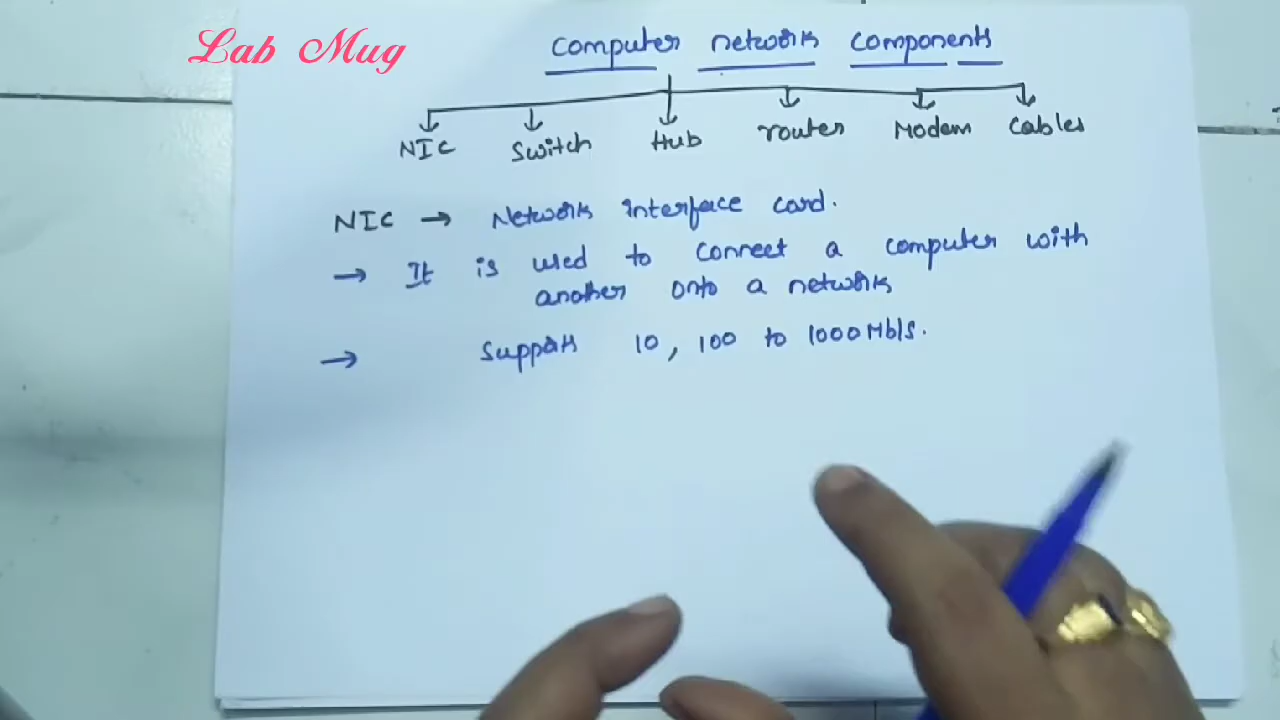 Lab Mug
Computer network components
NIC Switch Hub router Modem Cables
NIC → Network interface card.
→ It is used to connect a computer with
another onto a network
→ Supports 10, 100 to 1000Mb/s.